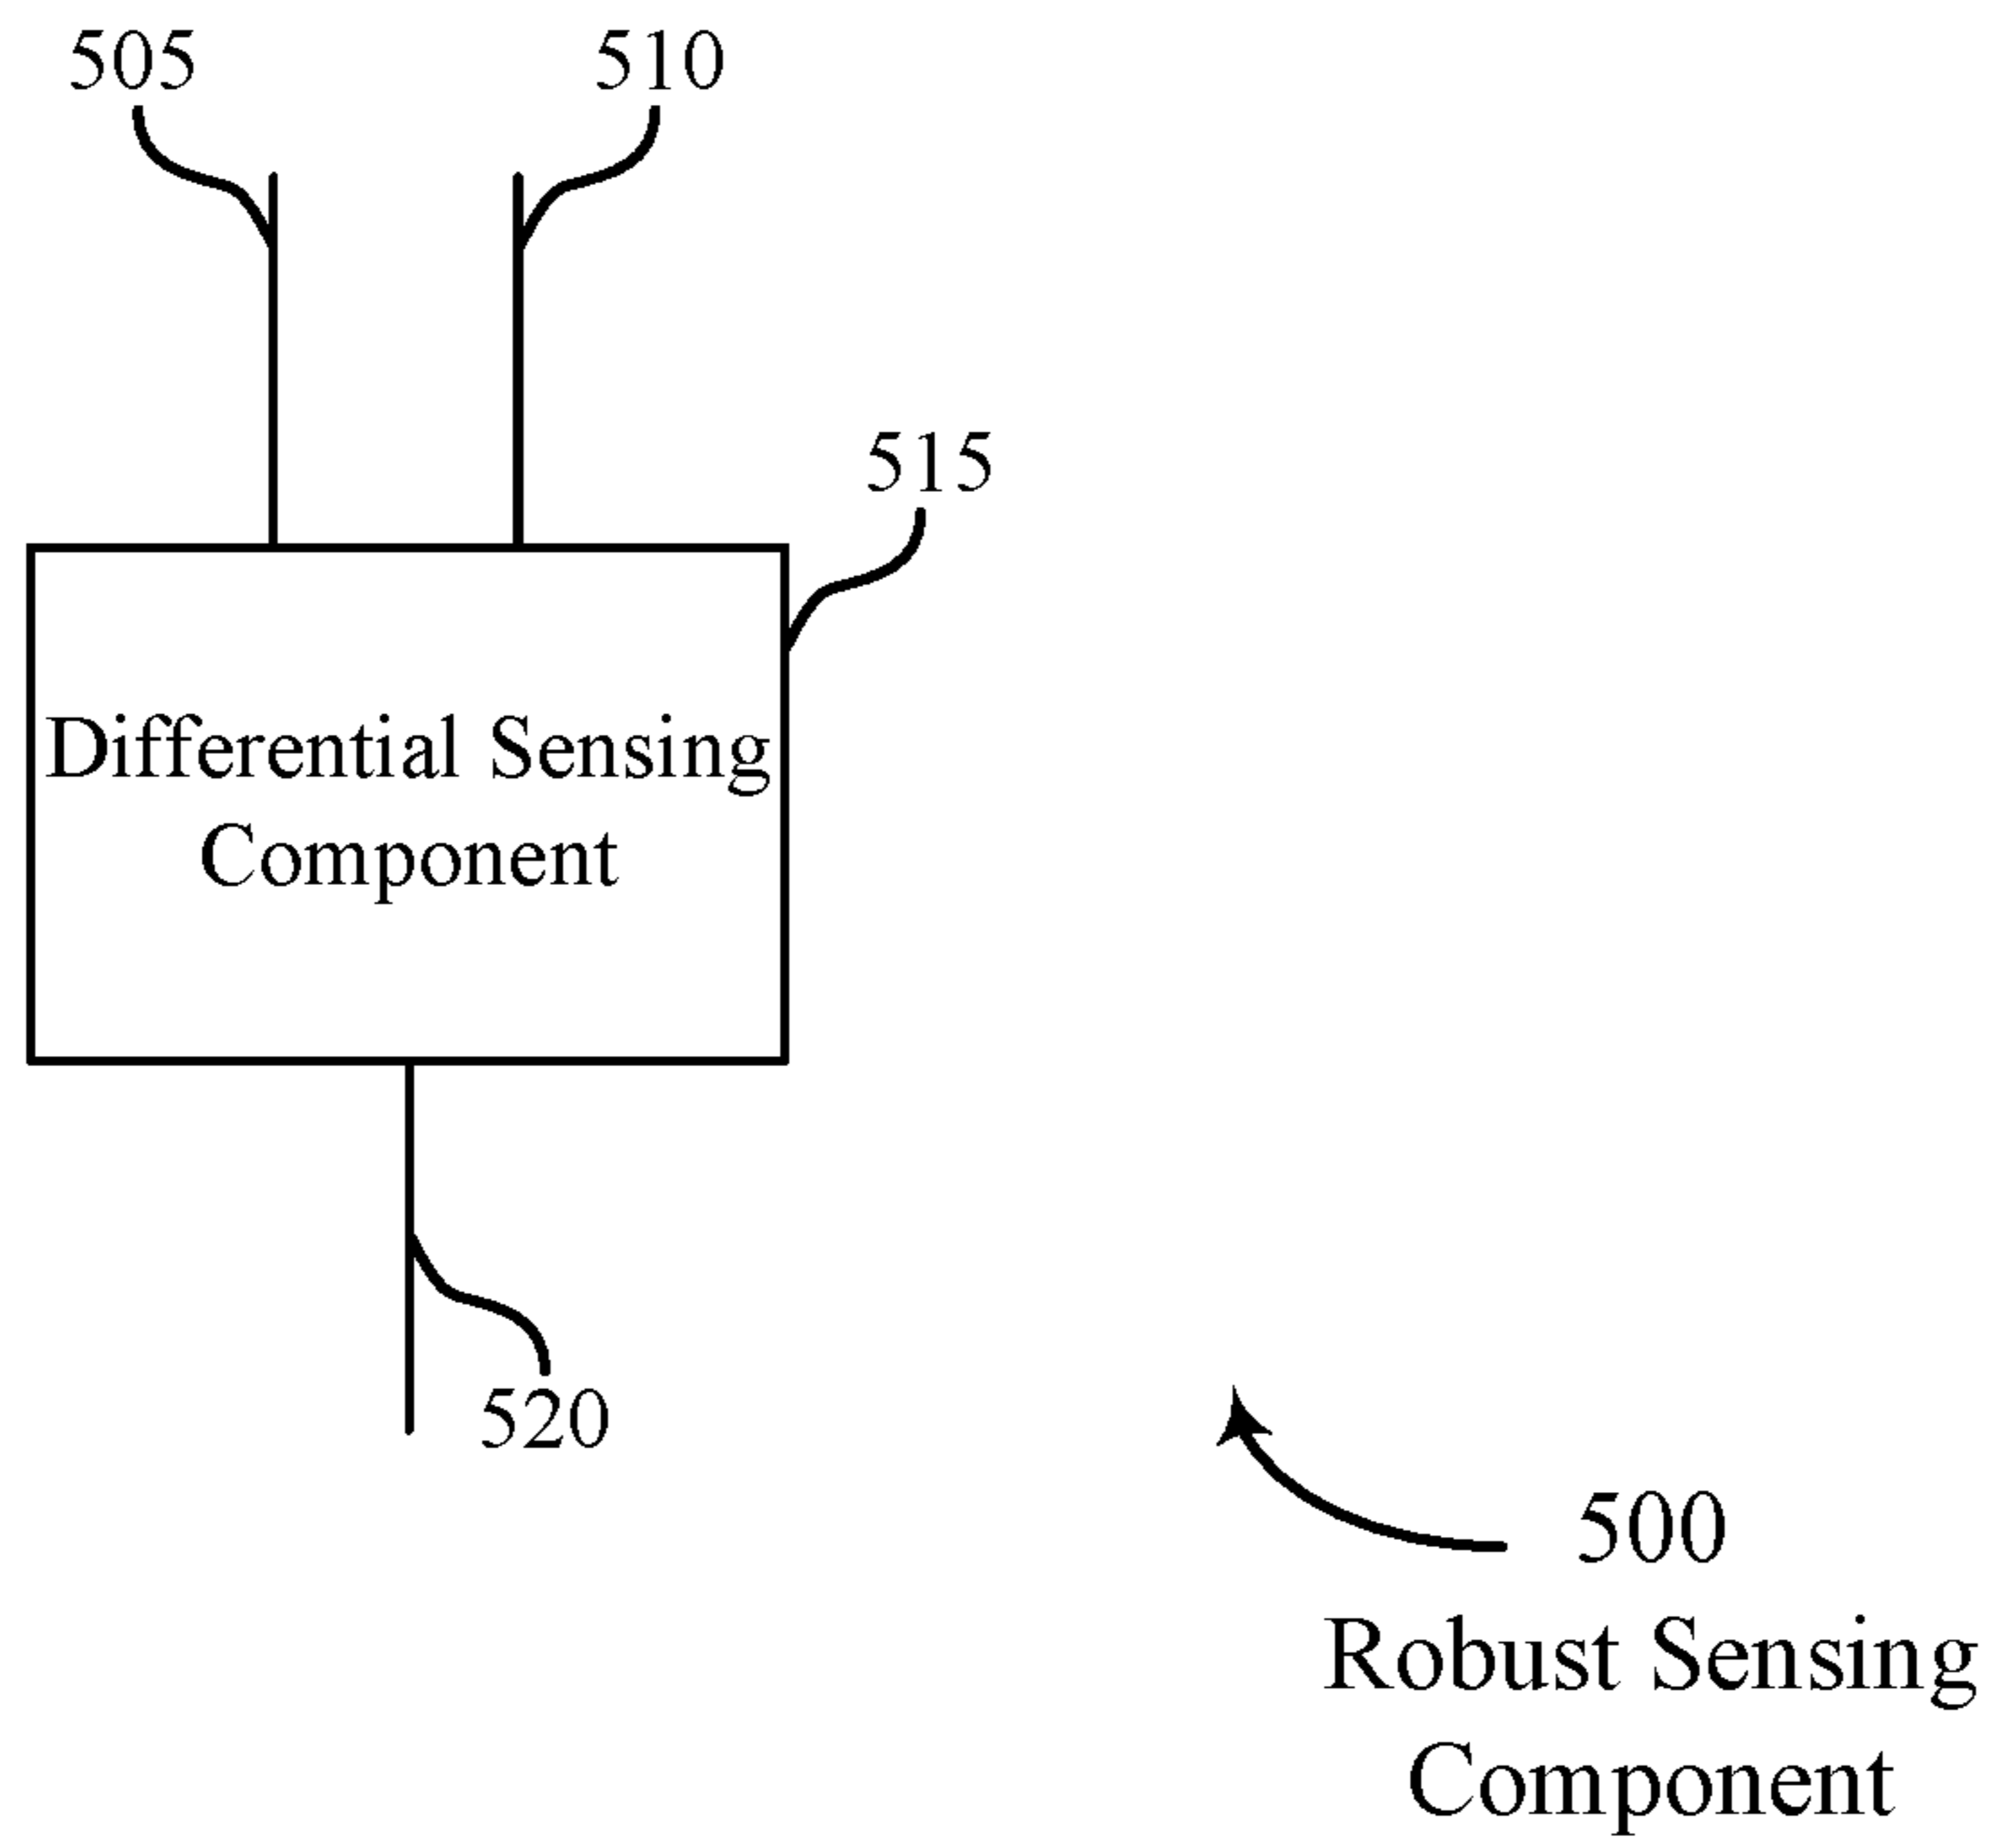 505
510
515
Differential Sensing
Component
520
500
Robust Sensing
Component